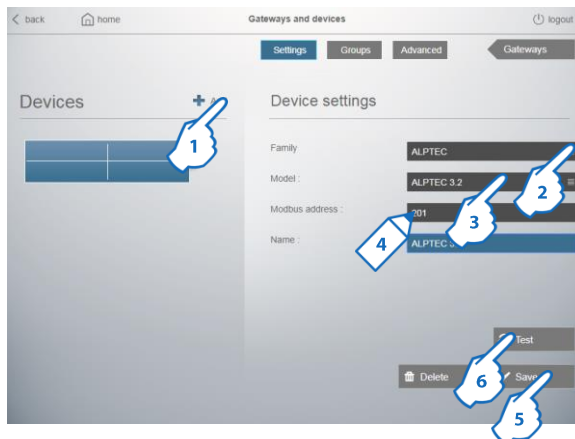 back
home
Gateways and devices
logout
Settings
Groups
Advanced
Gateways
Devices
Device settings
1
Family
ALPTEC
Model :
ALPTEC 3.2
2
3
Modbus address :
201
4
Name :
ALPTEC
Test
Delete
6
Save
5